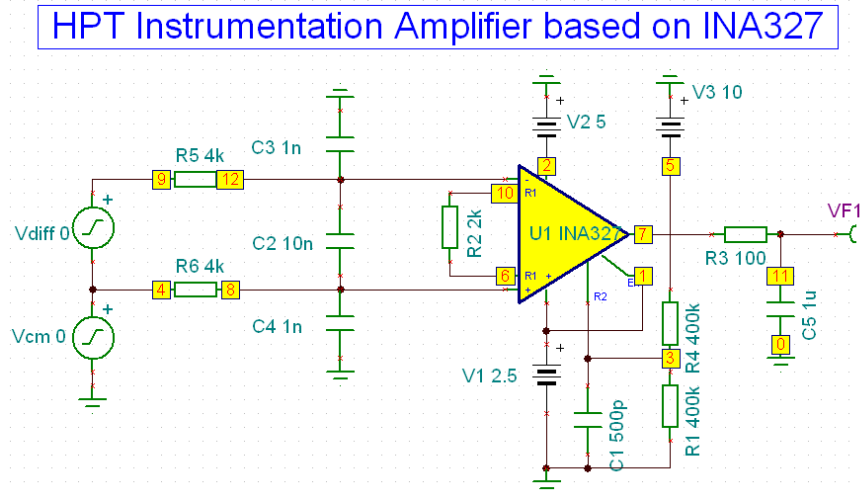 HPT Instrumentation Amplifier based on INA327
V3 10
V2 5
C3 1n
R5 4k
9
12
2
5
-
10
R1
Vdiff 0
C2 10n
R2 2k
U1 INA327
7
VF1
R3 100
R6 4k
4
8
6
R1
+
+
1
E
11
R2
Vcm 0
C4 1n
C5 1u
0
R4 400k
3
V1 2.5
C1 500p
R1 400k
+
+
+
+
+